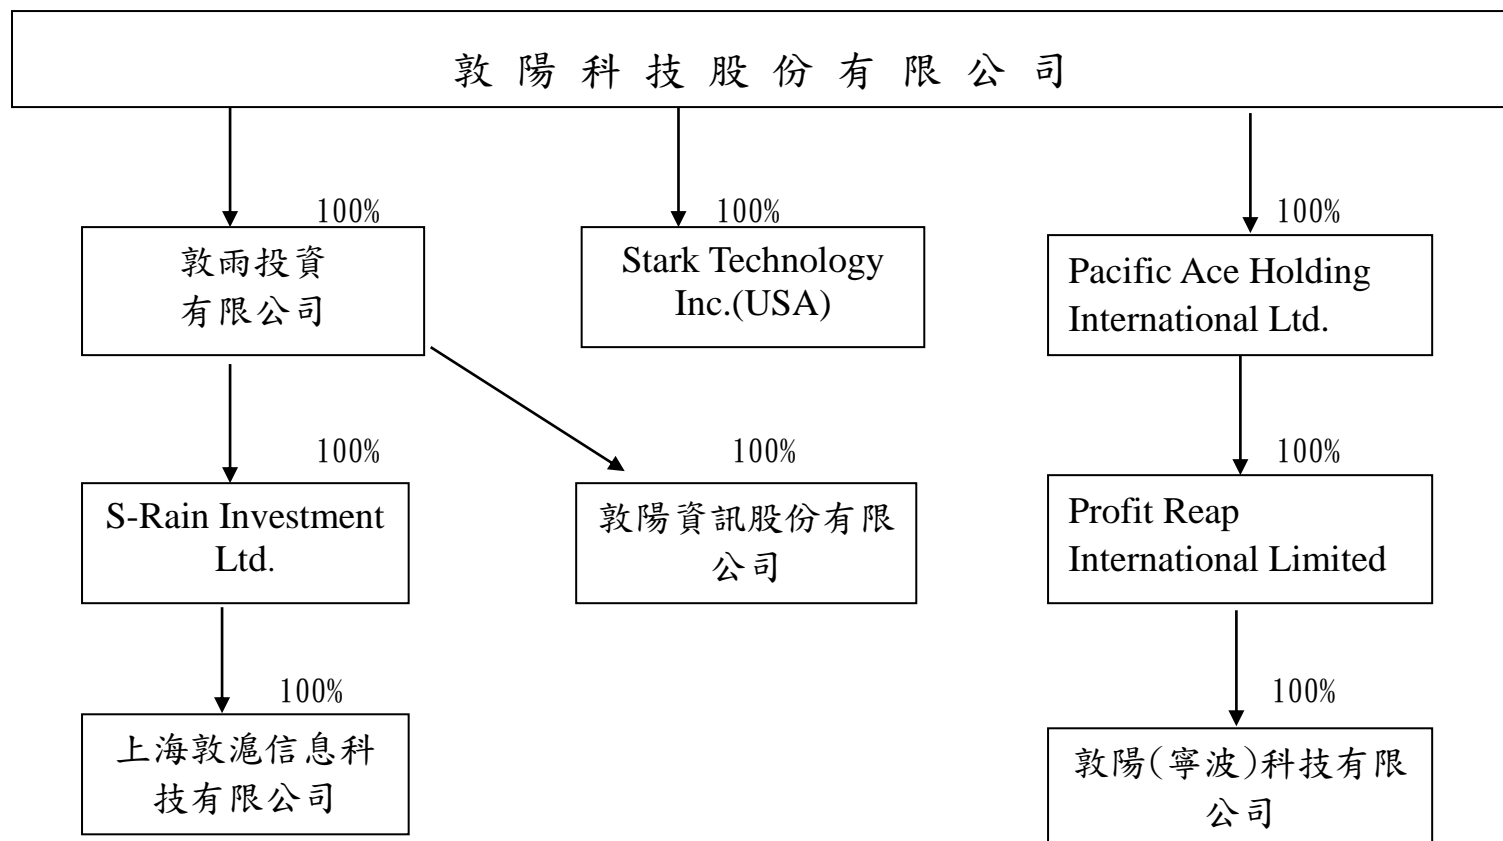 敦陽科技股份有限公司
100%
100%
100%
敦雨投資
有限公司
Stark Technology
Inc.(USA)
Pacific Ace Holding
International Ltd.
100%
100%
100%
S-Rain Investment
Ltd.
敦陽資訊股份有限
公司
Profit Reap
International Limited
100%
100%
上海敦滬信息科
技有限公司
敦陽(寧波)科技有限
公司